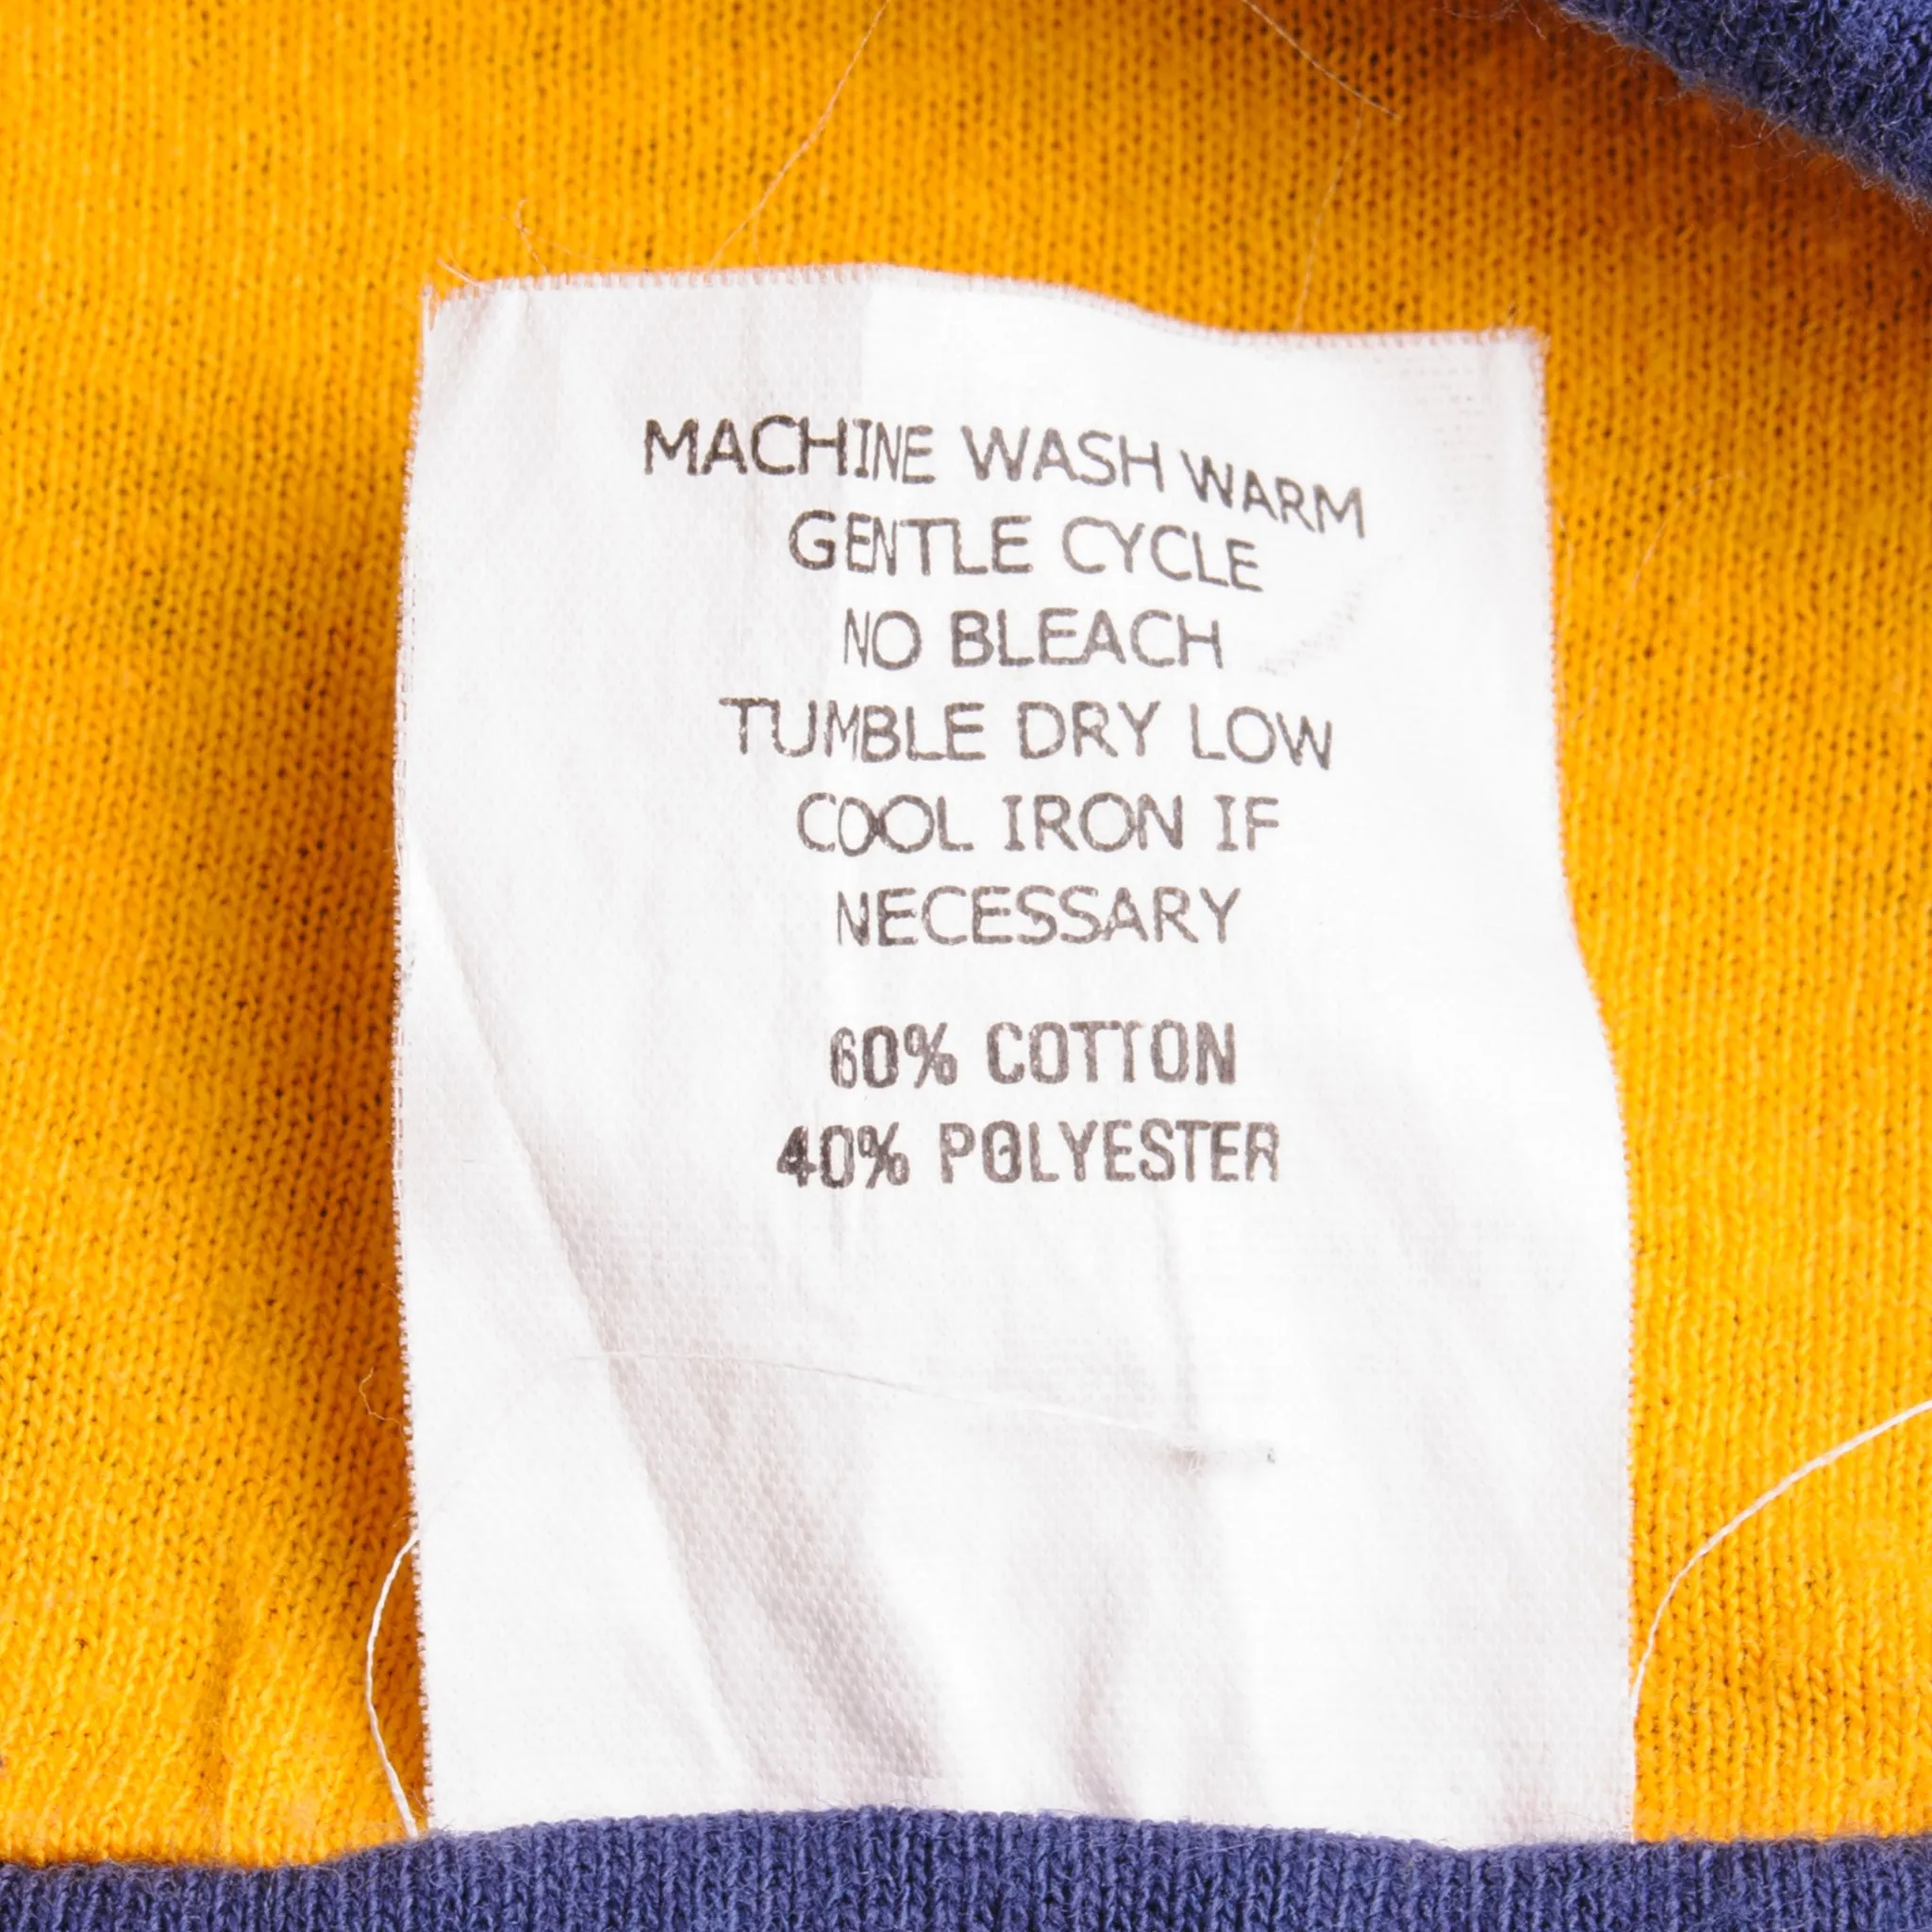 MACHINE WASH WARM
GENTLE CYCLE
NO BLEACH
TUMBLE DRY LOW
COOL IRON IF
NECESSARY
60% COTTON
40% POLYESTER